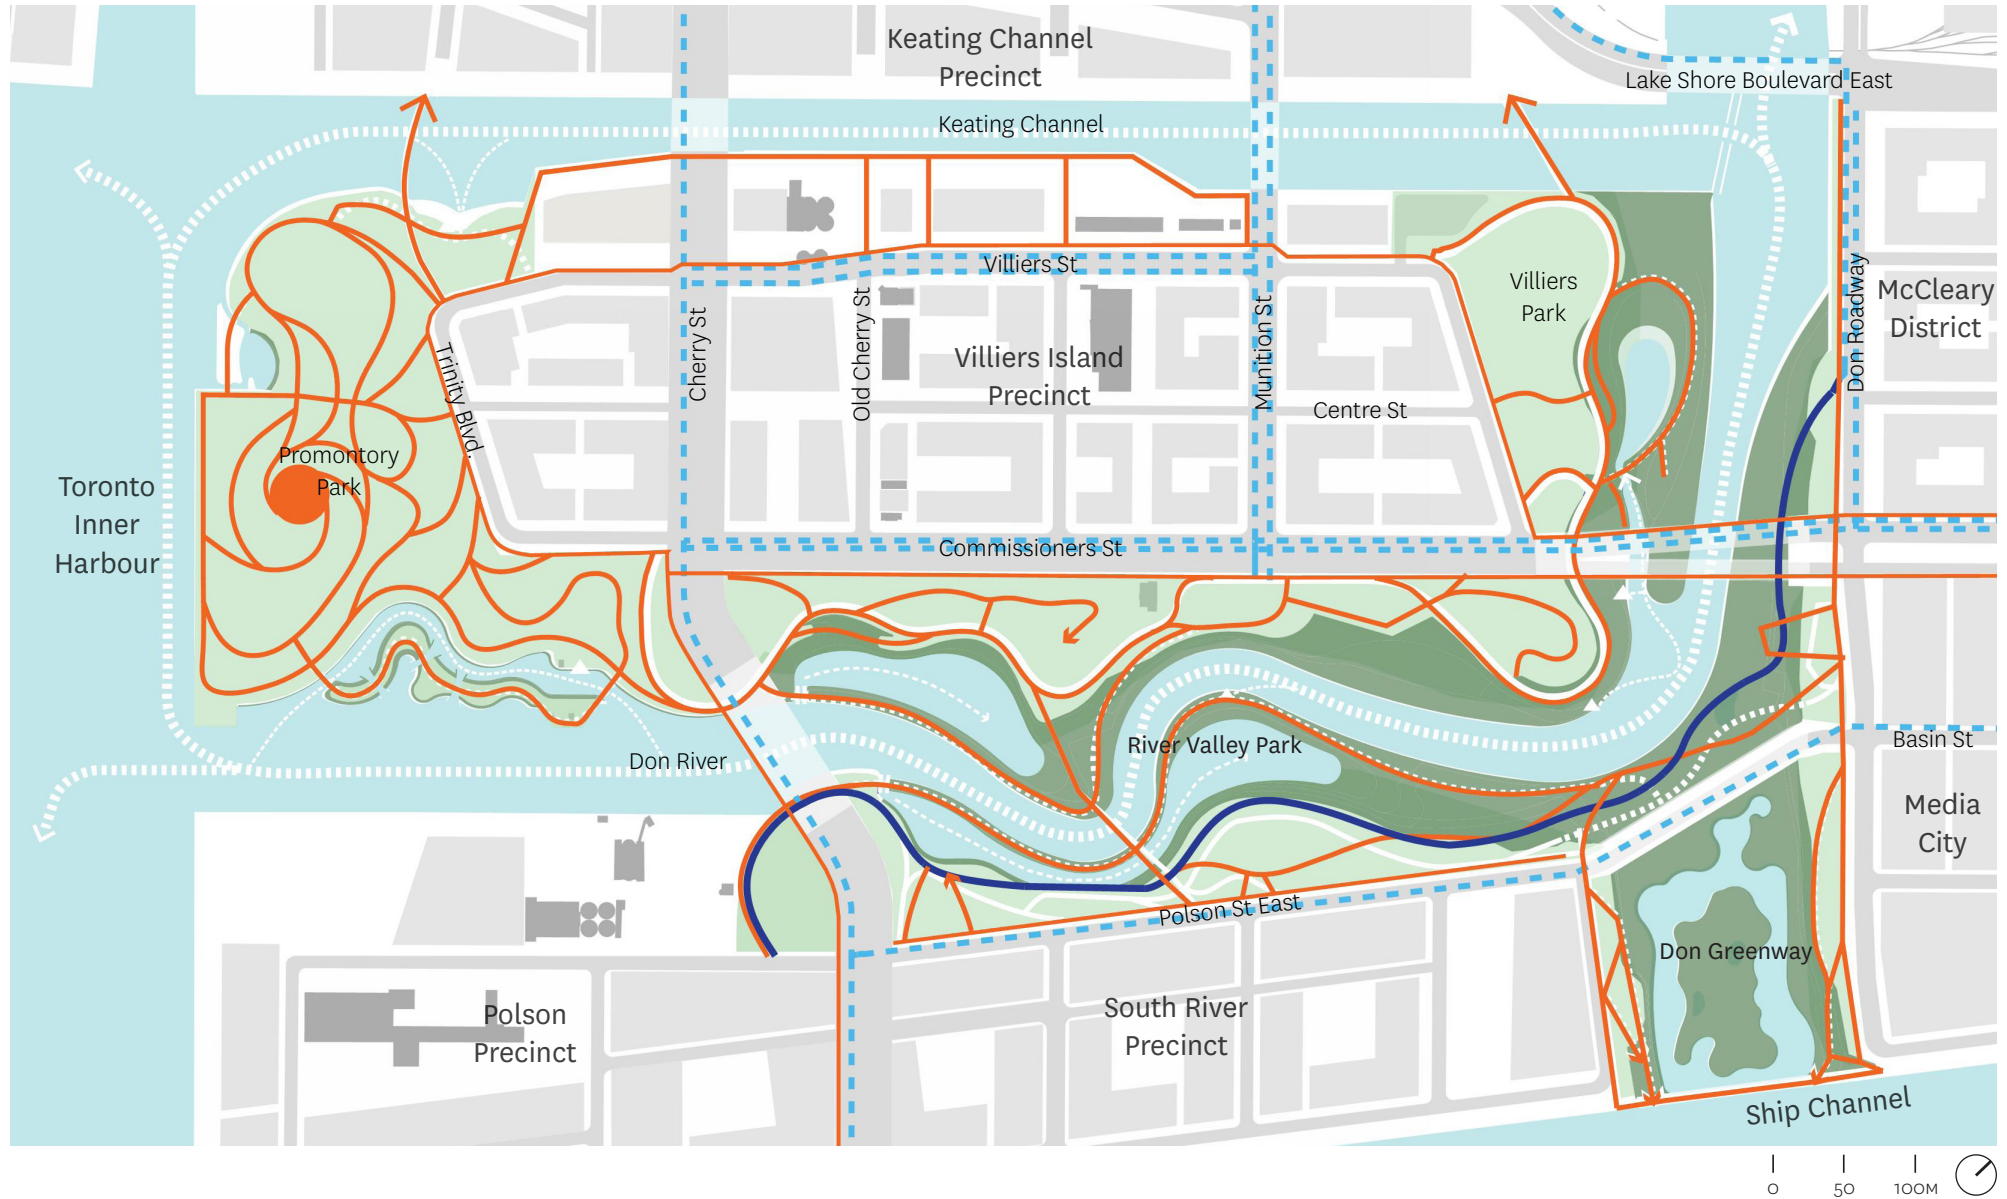 Keating Channel
Precinct
Lake Shore Boulevard East
Keating Channel
Villiers St
Villiers
Park
McCleary
District
Don Roadway
Cherry St
Old Cherry St
Munition St
Trinity Blvd.
Villiers Island
Precinct
Centre St
Promontory
Park
Toronto
Inner
Harbour
Commissioners St
Don River
River Valley Park
Basin St
Media
City
Polson St East
Don Greenway
Polson
Precinct
South River
Precinct
Ship Channel
0 50 100M